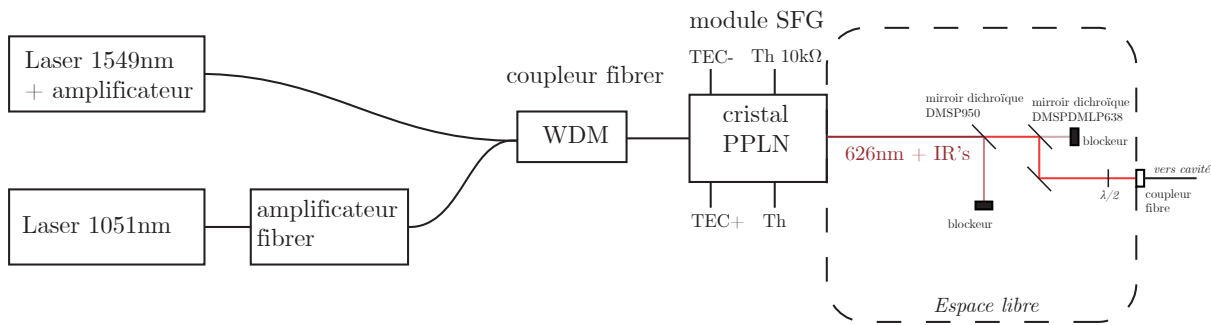 module SFG
TEC-
Th 10kΩ
Laser 1549nm
+ amplificateur
coupleur fibrer
cristal
PPLN
WDM
mirroir dichroïque
DMSP950
mirroir dichroïque
DMSPDMLP638
blockeur
626nm + IR's
vers cavité
λ/2
coupleur
fibre
blockeur
Laser 1051nm
amplificateur
fibrer
TEC+
Th
Espace libre